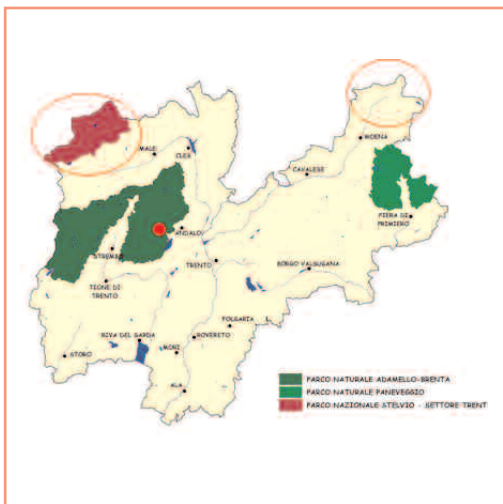 MOENA
MALE'
CLES
CAVALESE
FIERA DI
PRIMIERO
ANDALO
STREMBO
TRENTO
BORGO VALSUGANA
TIONE DI
TRENTO
FOLGARIA
RIVA DEL GARDA
ROVERETO
MORI
STORO
ALA
PARCO NATURALE ADAMELLO-BRENTA
PARCO NATURALE PANEVEGGIO
PARCO NAZIONALE STELVIO - SETTORE TRENT